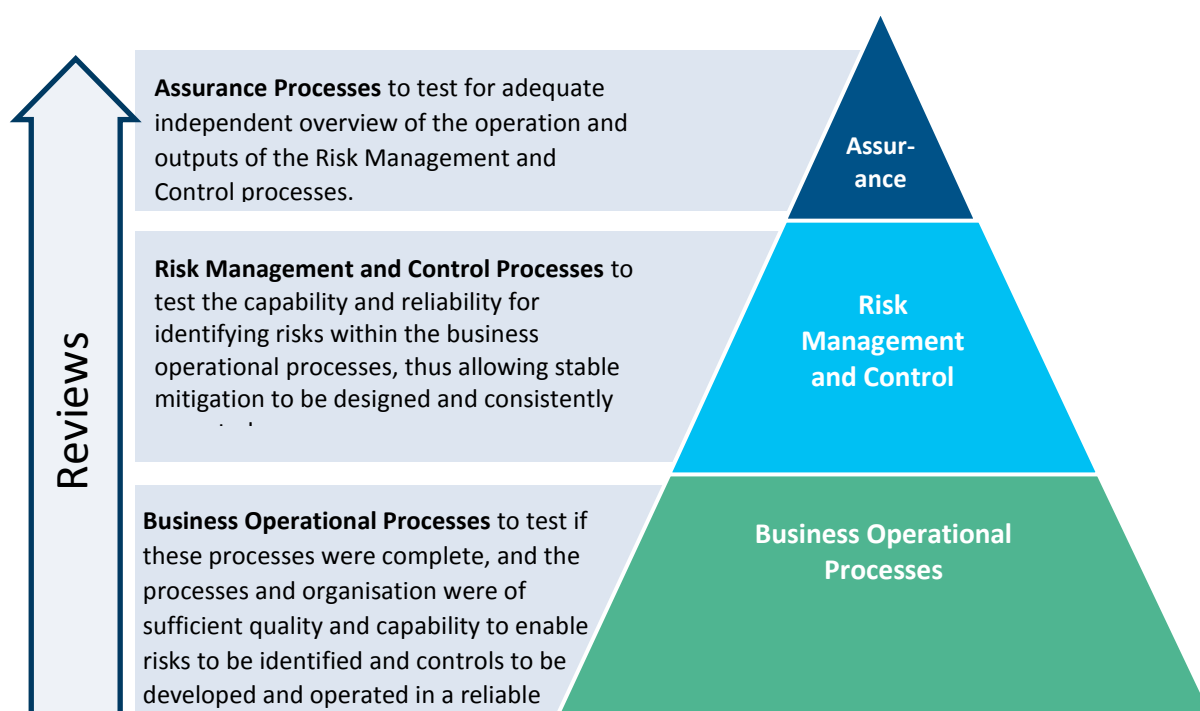 Assurance Processes to test for adequate
independent overview of the operation and
outputs of the Risk Management and
Control processes.
Assur-
ance
Risk Management and Control Processes to
test the capability and reliability for
identifying risks within the business
operational processes, thus allowing stable
mitigation to be designed and consistently
Risk
Management
and Control
Reviews
Business Operational Processes to test if
these processes were complete, and the
processes and organisation were of
sufficient quality and capability to enable
risks to be identified and controls to be
developed and operated in a reliable
Business Operational
Processes